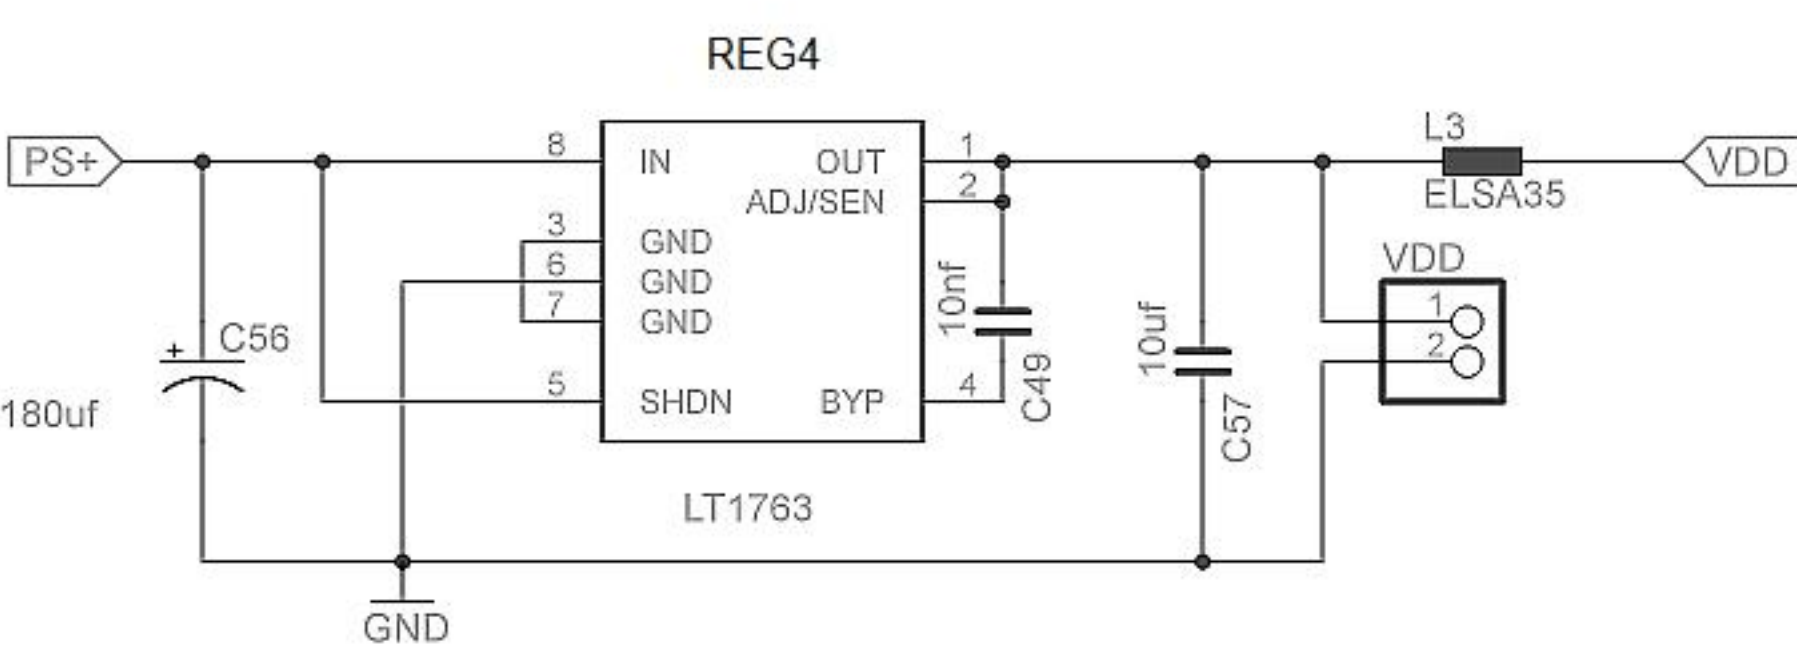 REG4
PS+
8
IN
OUT
1
L3
VDD
2
ADJ/SEN
ELSA35
3
GND
6
GND
7
GND
10nf
10uf
VDD
1
2
+
C56
180uf
5
SHDN
BYP
4
C49
C57
LT1763
GND